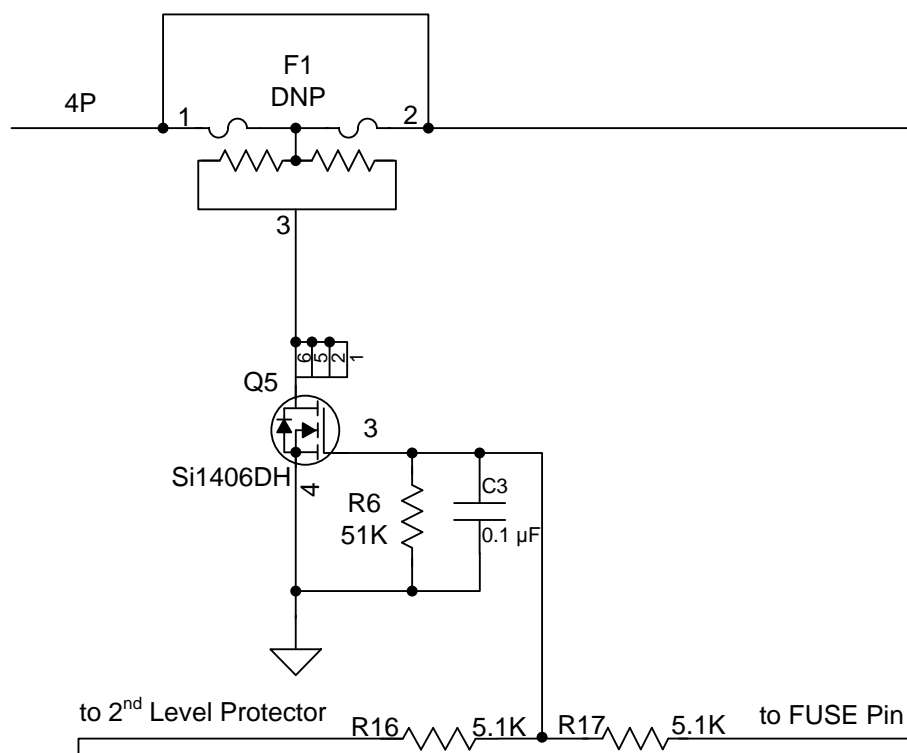 F1
DNP
4P
1
2
3
6
5
2
1
Q5
3
Si1406DH
4
R6
51K
C3
0.1 µF
to 2nd Level Protector
R16
5.1K
R17
5.1K
to FUSE Pin